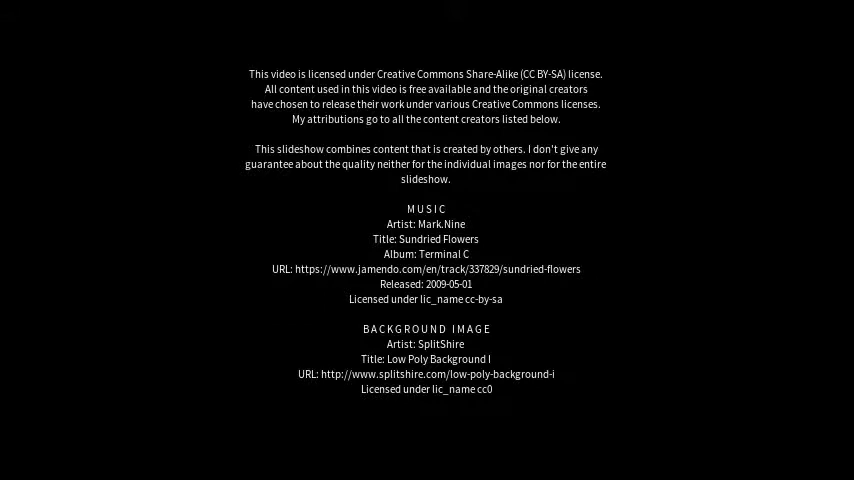 This video is licensed under Creative Commons Share-Alike (CC BY-SA) license.
All content used in this video is free available and the original creators
have chosen to release their work under various Creative Commons licenses.
My attributions go to all the content creators listed below.
This slideshow combines content that is created by others. I don't give any
guarantee about the quality neither for the individual images nor for the entire
slideshow.
MUSIC
Artist: Mark.Nine
Title: Sundried Flowers
Album: Terminal C
URL: https://www.jamendo.com/en/track/337829/sundried-flowers
Released: 2009-05-01
Licensed under lic_name cc-by-sa
BACKGROUND IMAGE
Artist: SplitShire
Title: Low Poly Background I
URL: http://www.splitshire.com/low-poly-background-i
Licensed under lic_name cc0